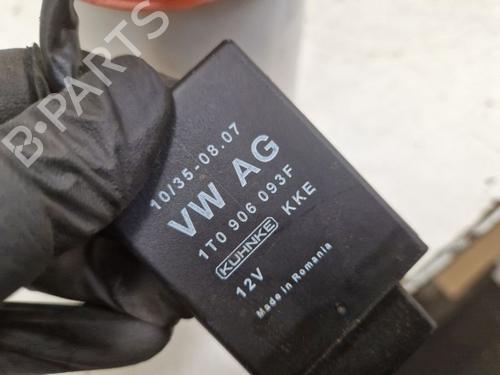 B-PARTS
10/35-08.07
VW AG
1T0 906 093F
KUHNKE KKE
12V
Made in Romania